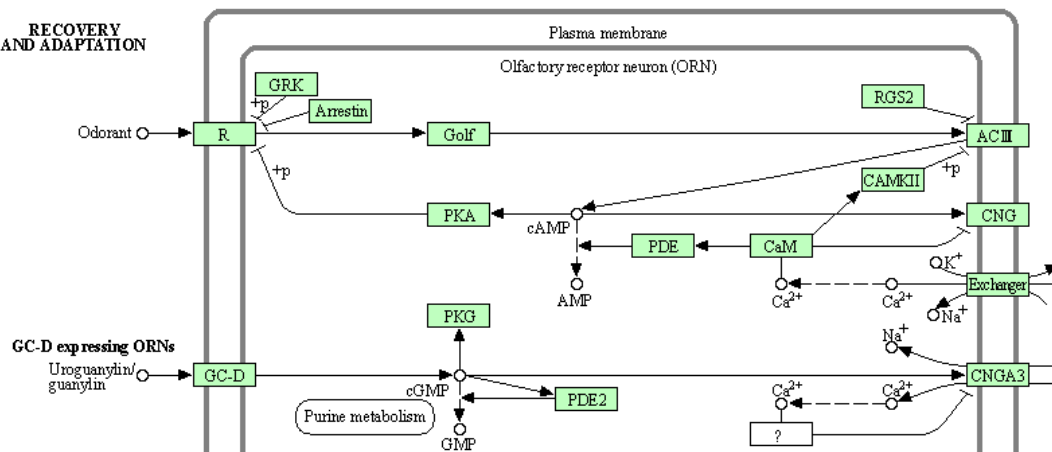 RECOVERY
AND ADAPTATION
Plasma membrane
Olfactory receptor neuron (ORN)
GRK
+p
Arrestin
RGS2
Odorant
R
Golf
ACIII
+p
CAMKII
+p
PKA
cAMP
CNG
PDE
CaM
K+
AMP
Ca2+
Ca2+
Exchanger
Na+
PKG
GC-D expressing ORNs
Na+
Uroguanylin/
guanylin
GC-D
CNGA3
cGMP
PDE2
Ca2+
Ca2+
Purine metabolism
?
GMP